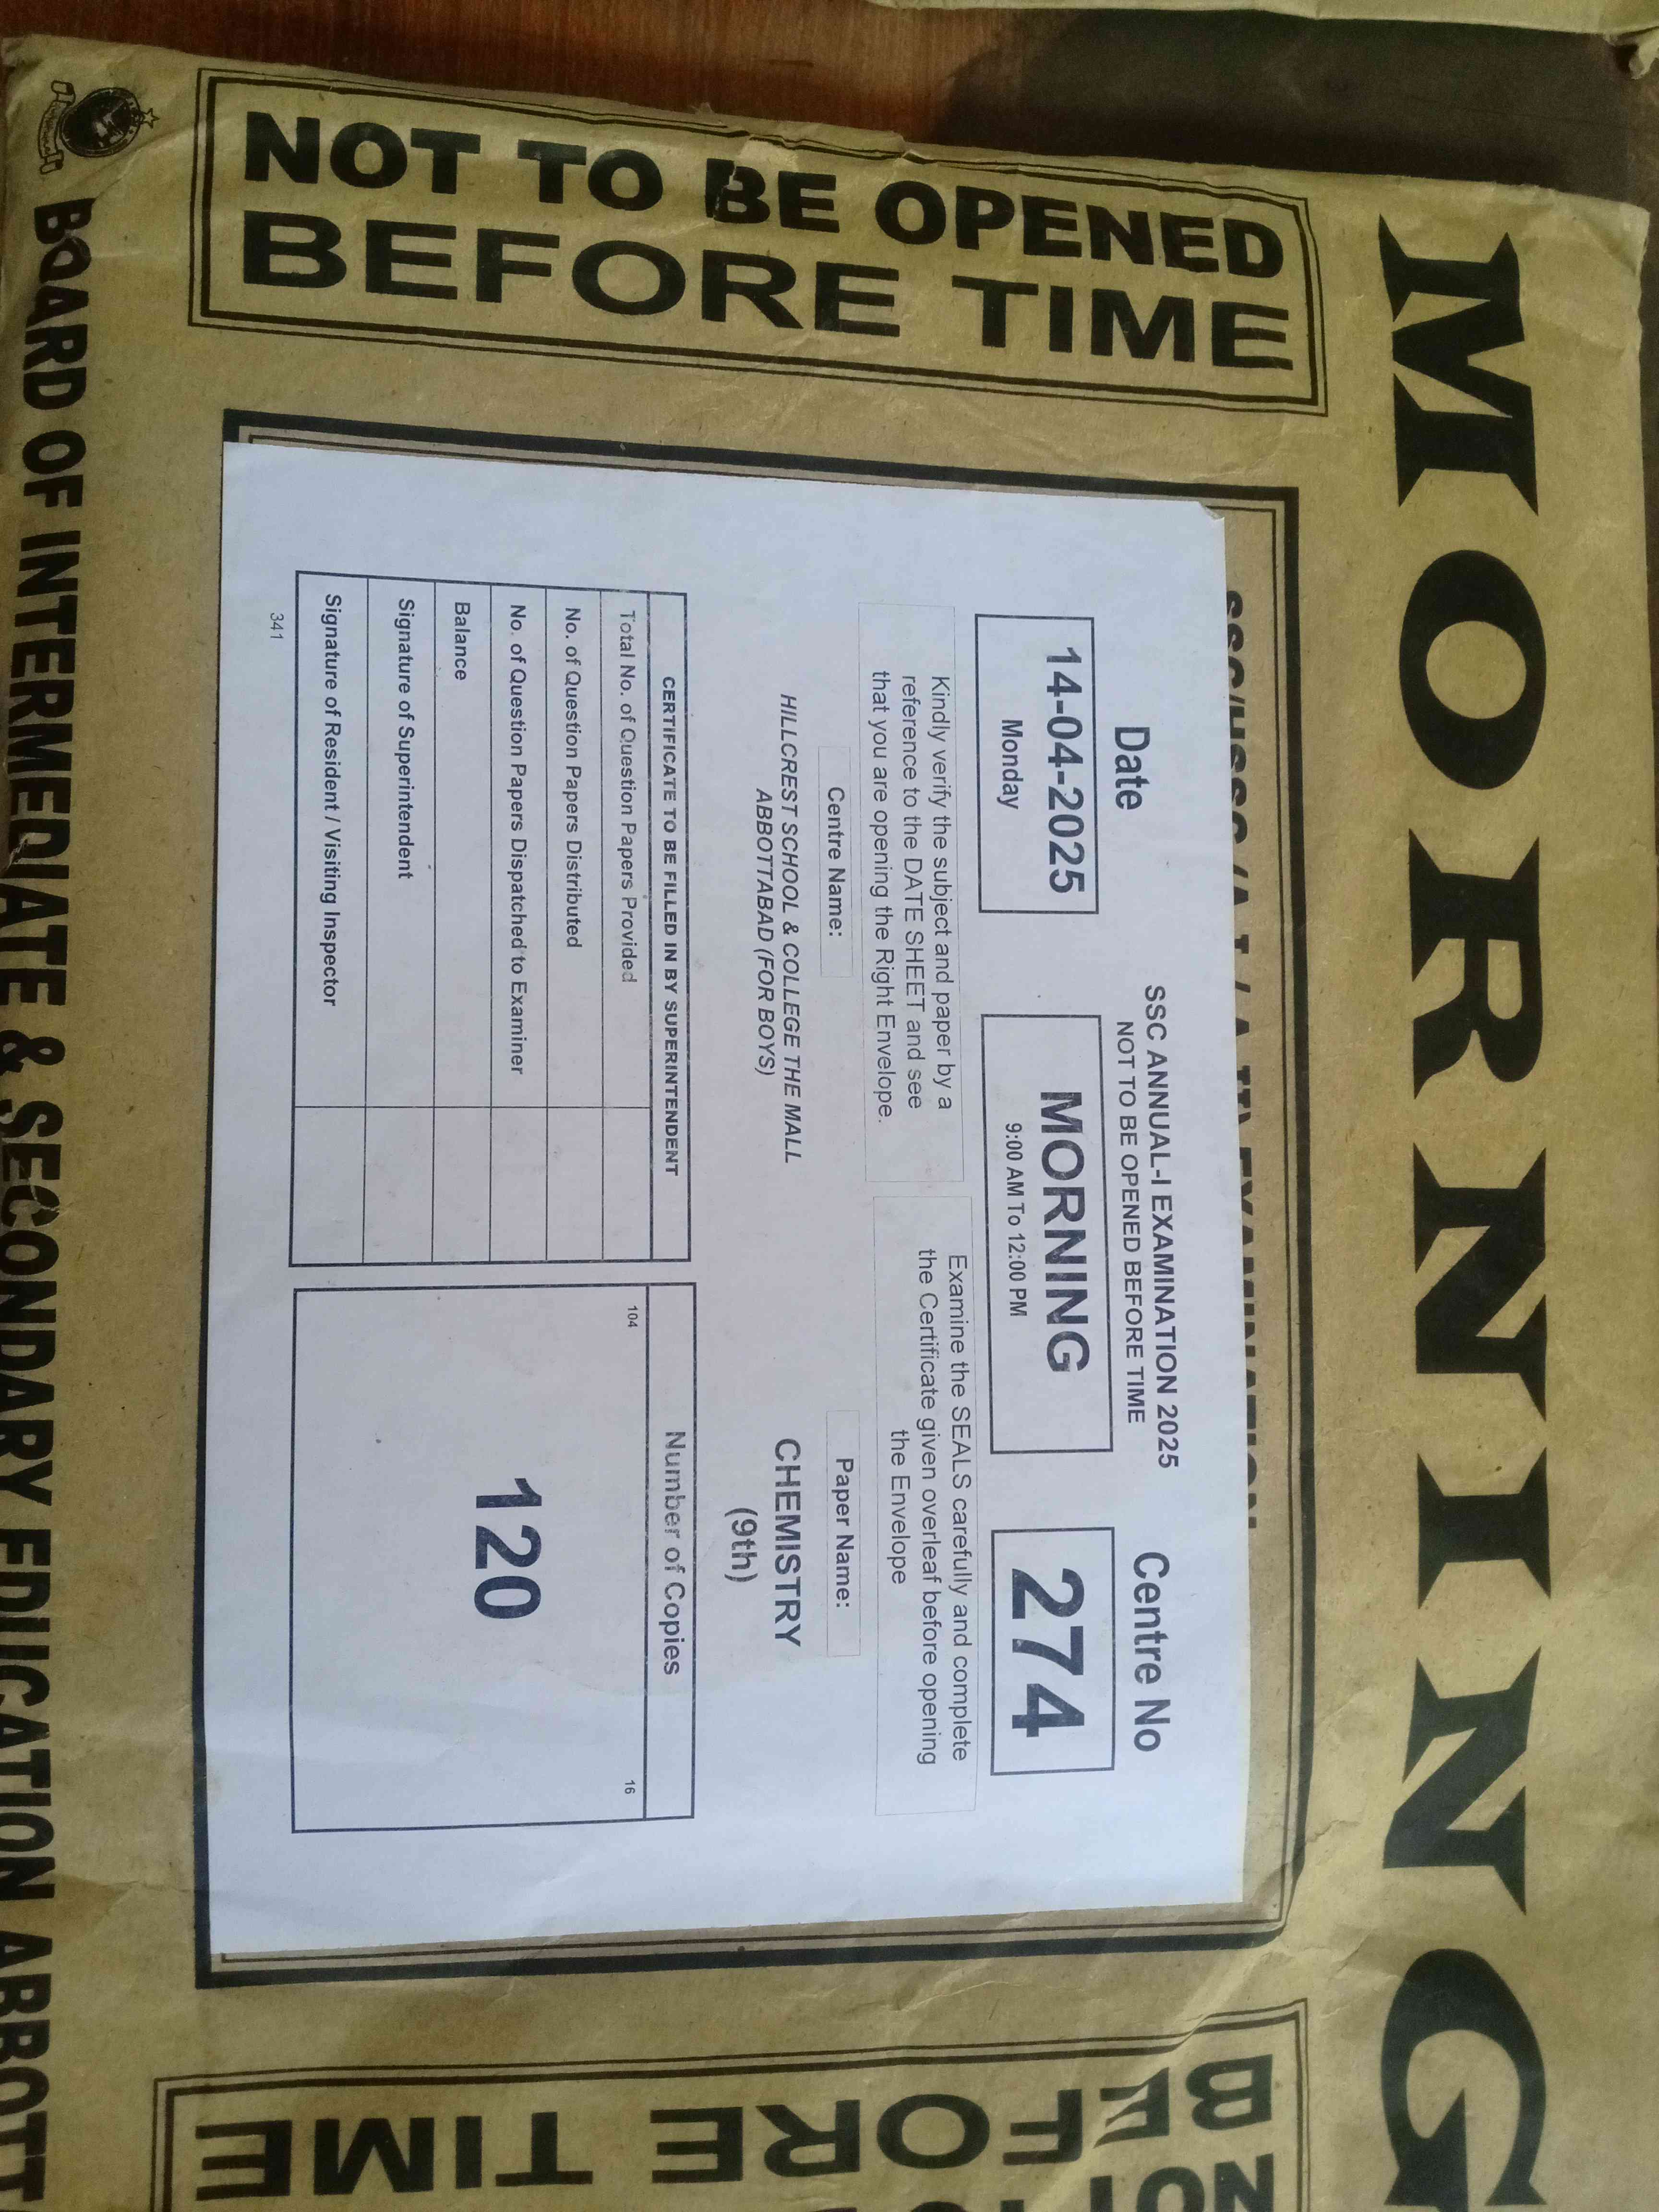 MORNING
NOT TO BE OPENED
BEFORE TIME
SSC ANNUAL-I EXAMINATION 2025
NOT TO BE OPENED BEFORE TIME
Date
14-04-2025
Monday
MORNING
9:00 AM To 12:00 PM
Centre No
274
Kindly verify the subject and paper by a
reference to the DATE SHEET and see
that you are opening the Right Envelope.
Examine the SEALS carefully and complete
the Certificate given overleaf before opening
the Envelope
Centre Name:
HILLCREST SCHOOL & COLLEGE THE MALL
ABBOTTABAD (FOR BOYS)
Paper Name:
CHEMISTRY
(9th)
CERTIFICATE TO BE FILLED IN BY SUPERINTENDENT
Total No. of Question Papers Provided
No. of Question Papers Distributed
No. of Question Papers Dispatched to Examiner
Balance
Signature of Superintendent
Signature of Resident / Visiting Inspector
Number of Copies
104
16
120
341
BEFORE TIME
BOARD OF INTERMEDIATE & SECONDARY EDUCATION ABBOTT